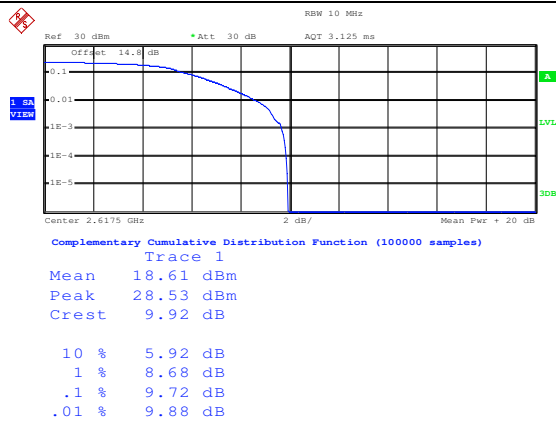 RBW 10 MHz
Ref 30 dBm *Att 30 dB AQT 3.125 ms
Offset 14.8 dB
0.1
A
0.01
1 SA
VIEW
1E-3
LVL
1E-4
1E-5
3DB
Center 2.6175 GHz 2 dB/ Mean Pwr + 20 dB
Complementary Cumulative Distribution Function (100000 samples)
Trace 1
Mean 18.61 dBm
Peak 28.53 dBm
Crest 9.92 dB
10 % 5.92 dB
1 % 8.68 dB
.1 % 9.72 dB
.01 % 9.88 dB